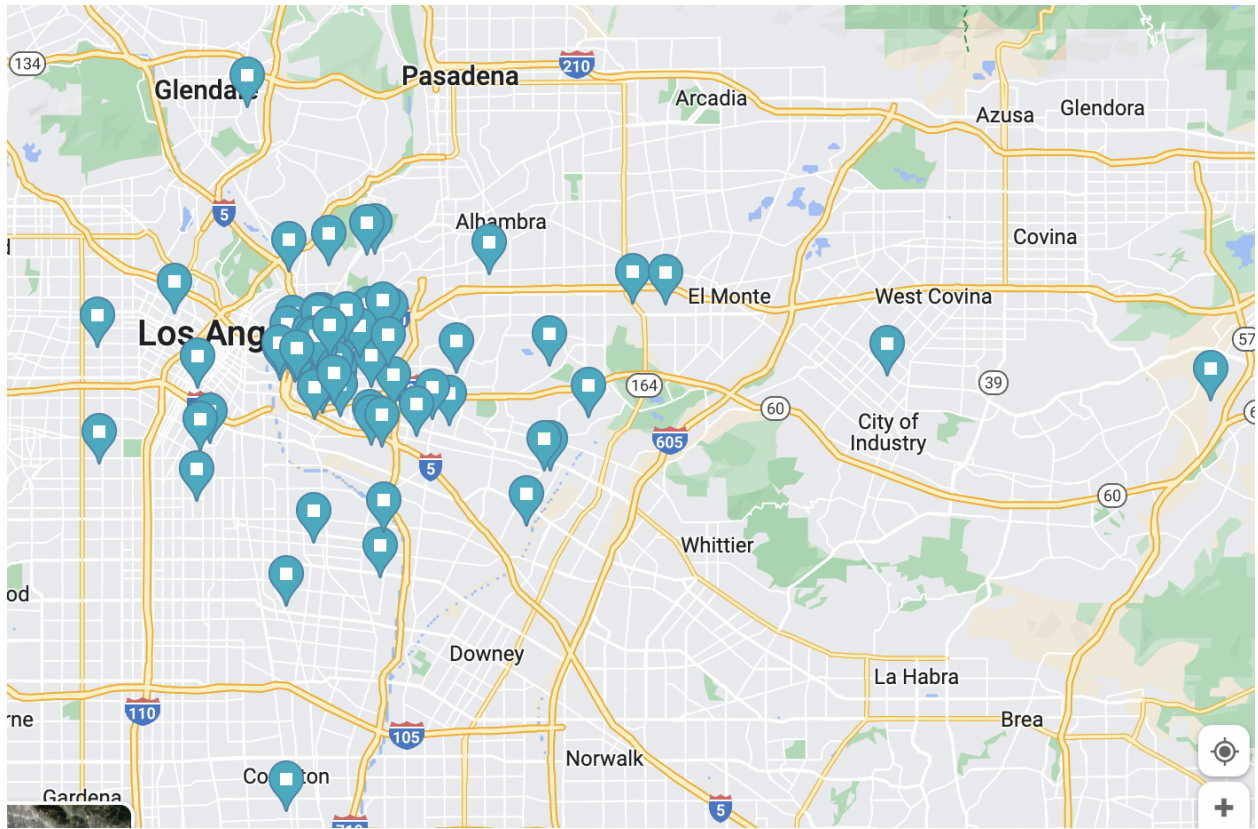 134
Glendale
Pasadena
210
Arcadia
Azusa
Glendora
5
Alhambra
Covina
El Monte
West Covina
Los Ang
57
164
39
60
City of
Industry
605
5
60
Whittier
od
Downey
La Habra
110
rne
105
Brea
Norwalk
Co ton
Gardena
710
5